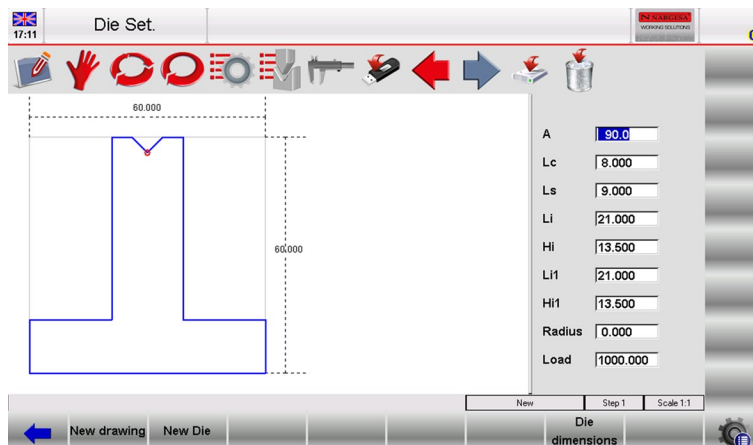 17:11
Die Set.
N NARGESA
WORKING SOLUTIONS
60.000
60.000
A 90.0
Lc 8.000
Ls 9.000
Li 21.000
Hi 13.500
Li1 21.000
Hi1 13.500
Radius 0.000
Load 1000.000
New Step 1 Scale 1:1
New drawing New Die Die
dimensions